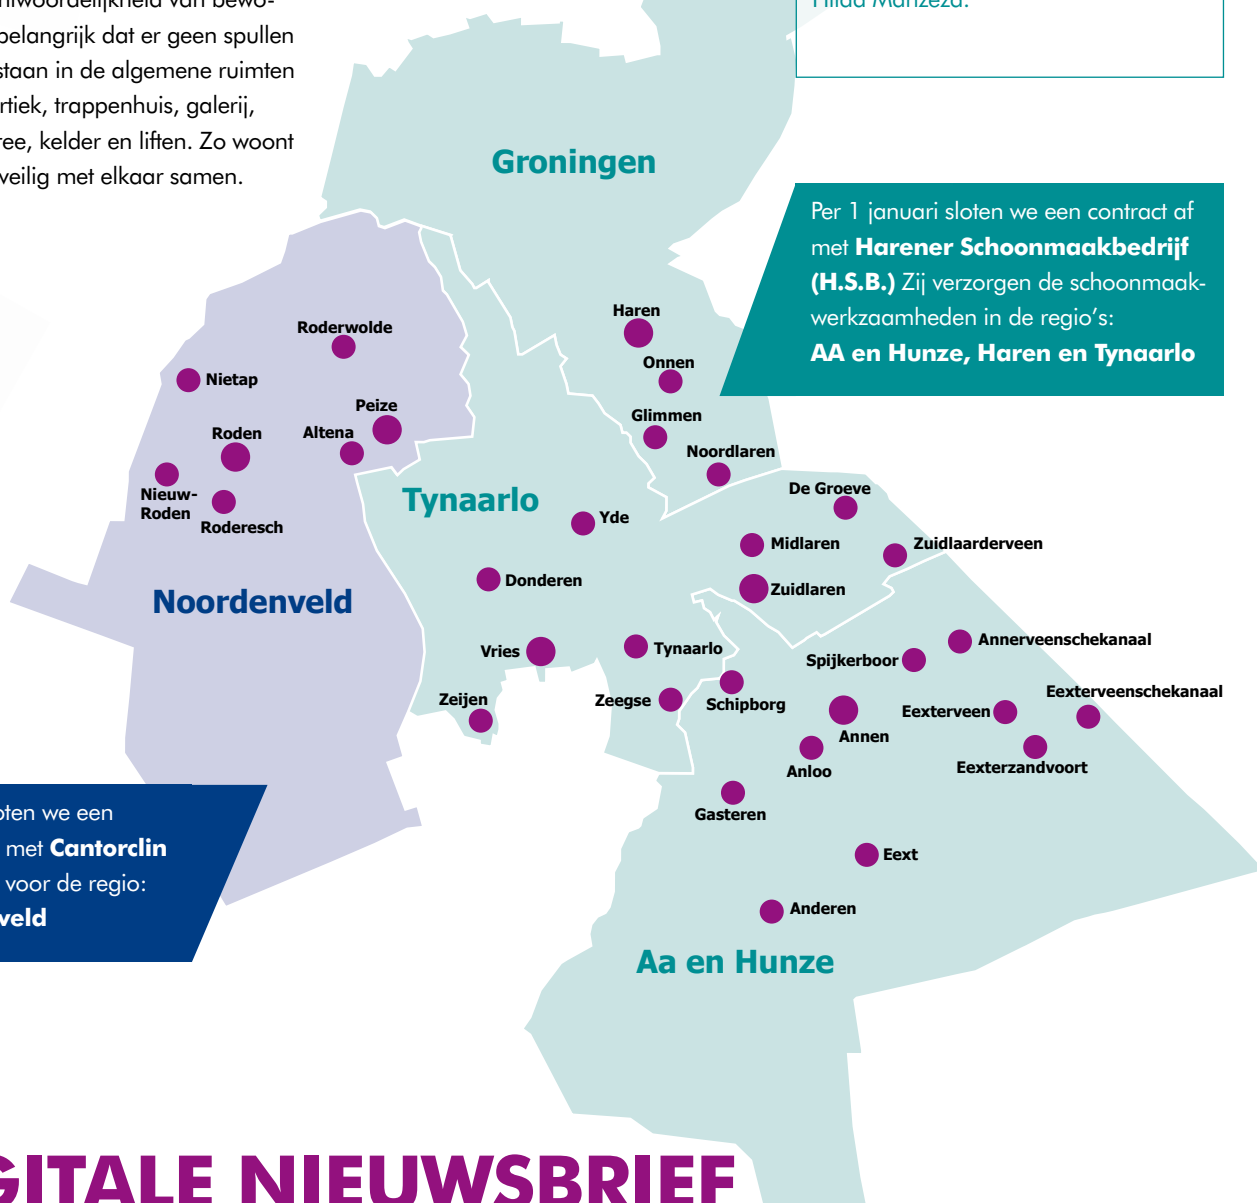 belangrijk dat er geen spullen
staan in de algemene ruimten
trappenhuis, galerij,
kelder en liften. Zo woont
veilig met elkaar samen.
Hilda Manzeza.
Per 1 januari sloten we een contract af
met Harener Schoonmaakbedrijf
(H.S.B.) Zij verzorgen de schoonmaak-
werkzaamheden in de regio's:
AA en Hunze, Haren en Tynaarlo
Groningen
Haren
Onnen
Glimmen
Noordlaren
Roderwolde
Nietap
Peize
Roden
Altena
Nieuw-
Roden
Roderesch
Noordenveld
Tynaarlo
Yde
Donderen
Vries
Tynaarlo
Zeijen
Zeegse
De Groeve
Midlaren
Zuidlaarderveen
Zuidlaren
Annerveenschekanaal
Spijkerboor
Eexterveenschekanaal
Schipborg
Eexterveen
Annen
Anloo
Eexterzandvoort
Gasteren
Eext
Anderen
Aa en Hunze
we een
met Cantorclin
voor de regio:
veld
GITALE NIEUWSBRIEF